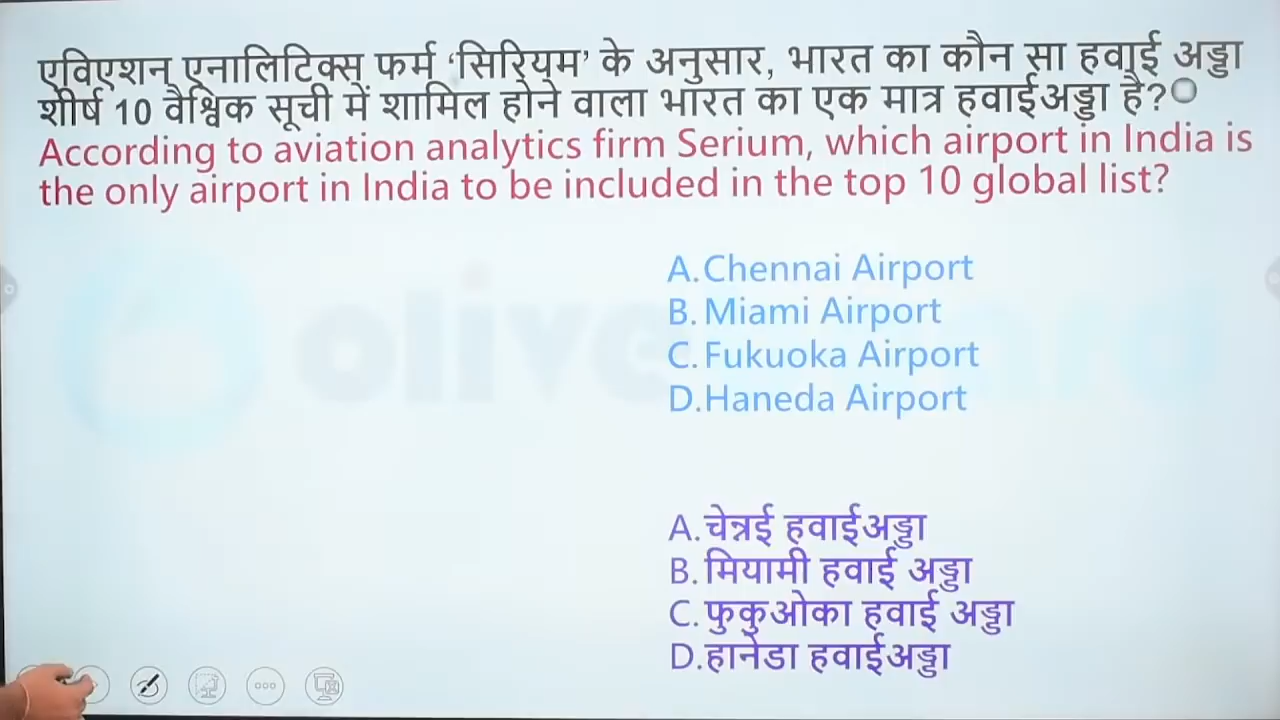 एविएशन एनालिटिक्स फर्म ‘सिरियम’ के अनुसार, भारत का कौन सा हवाई अड्डा
शीर्ष 10 वैश्विक सूची में शामिल होने वाला भारत का एक मात्र हवाईअड्डा है?
According to aviation analytics firm Serium, which airport in India is
the only airport in India to be included in the top 10 global list?
A. Chennai Airport
B. Miami Airport
C. Fukuoka Airport
D. Haneda Airport
A. चेन्नई हवाईअड्डा
B. मियामी हवाई अड्डा
C. फुकुओका हवाई अड्डा
D. हानेडा हवाईअड्डा